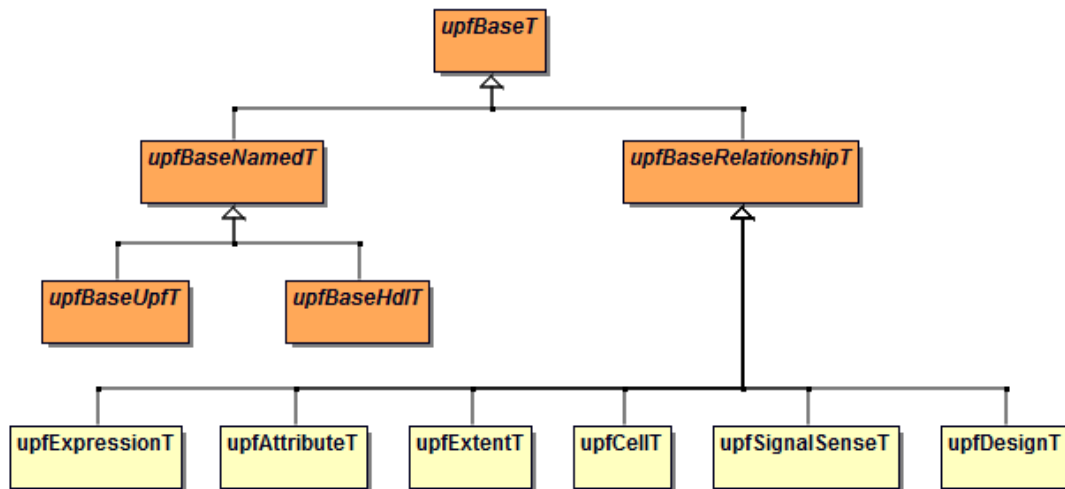 upfBaseT
upfBaseNamedT
upfBaseRelationshipT
upfBaseUpfT
upfBaseHdlT
upfExpressionT
upfAttributeT
upfExtentT
upfCellT
upfSignalSenseT
upfDesignT